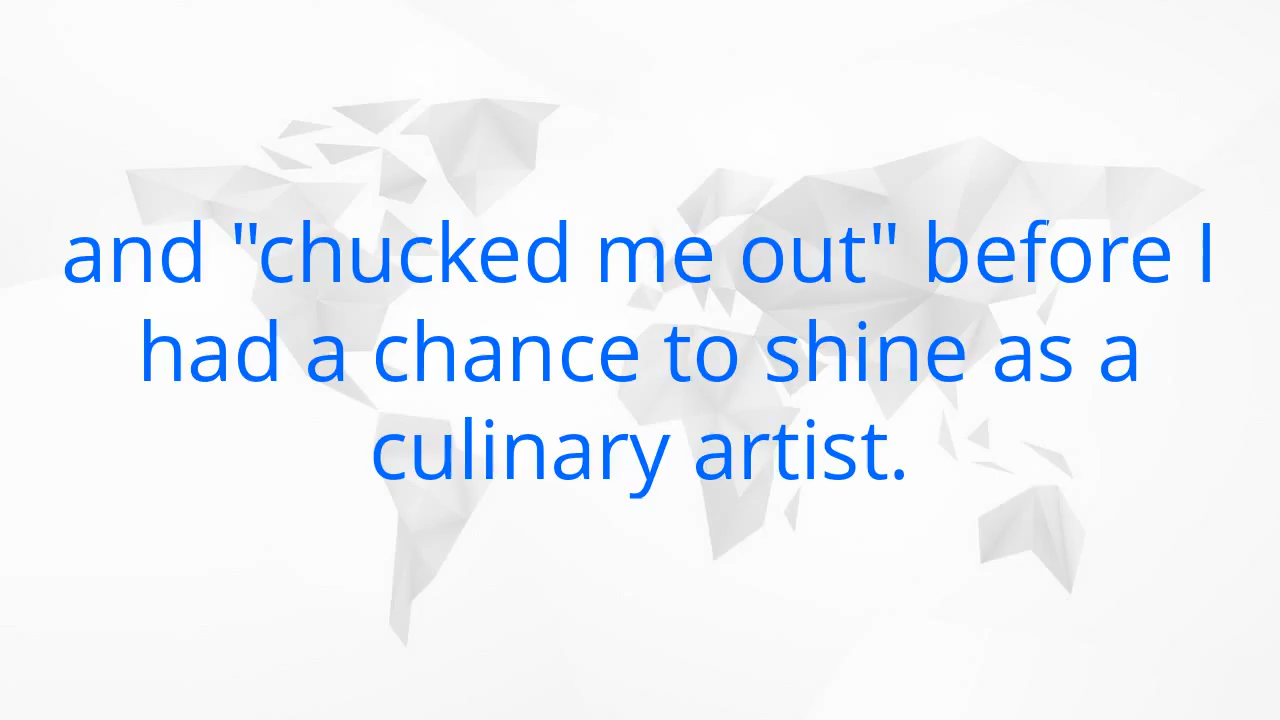 and "chucked me out" before I
had a chance to shine as a
culinary artist.